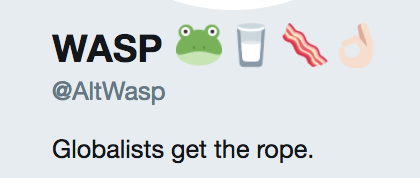 WASP 🐸🥛🥓👌🏻
@AltWasp
Globalists get the rope.